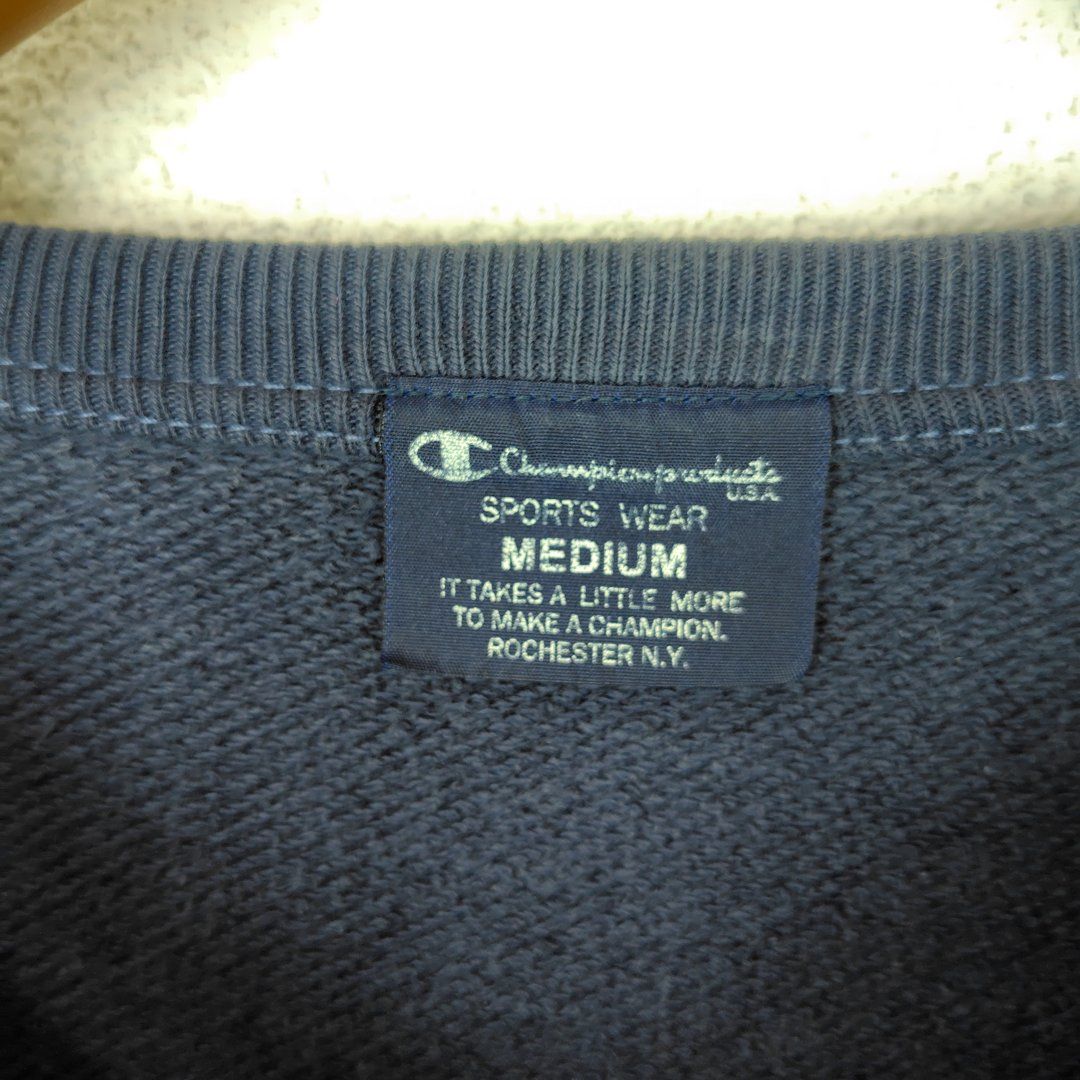 Champion products
U.S.A.
SPORTS WEAR
MEDIUM
IT TAKES A LITTLE MORE
TO MAKE A CHAMPION.
ROCHESTER N.Y.